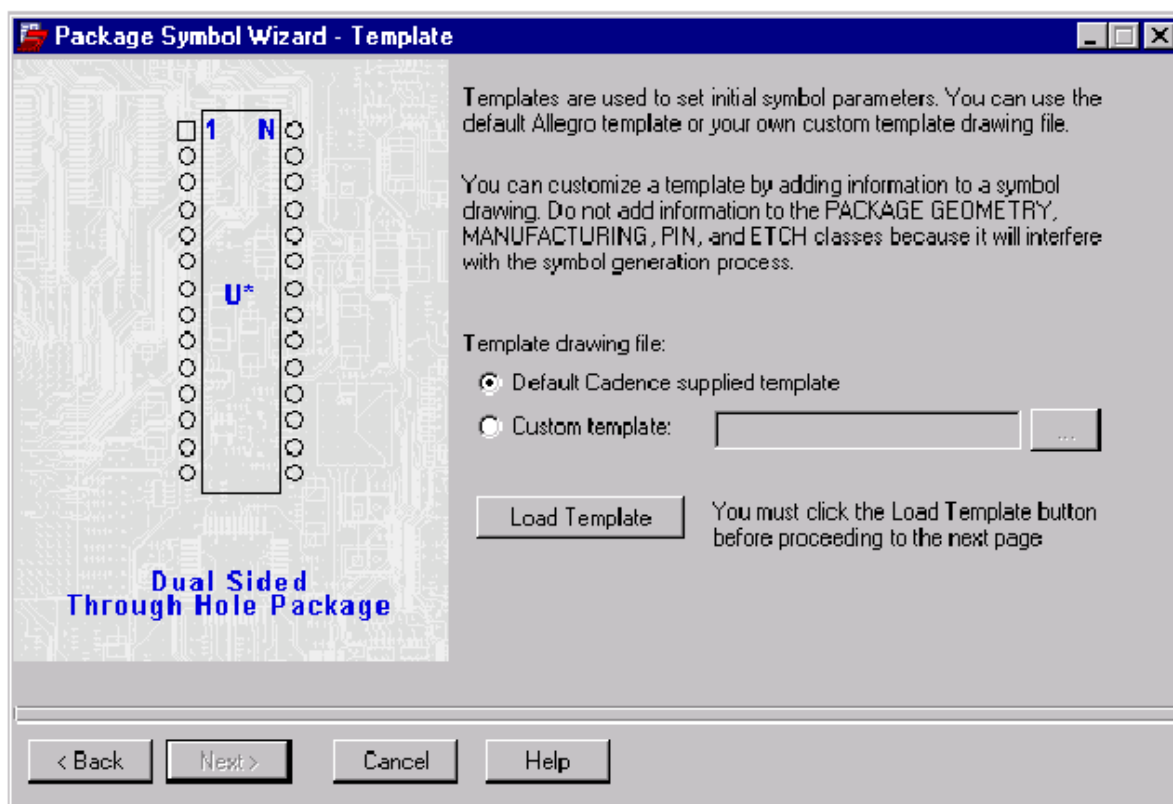 Package Symbol Wizard - Template
1 N
U*
Dual Sided
Through Hole Package
Templates are used to set initial symbol parameters. You can use the
default Allegro template or your own custom template drawing file.
You can customize a template by adding information to a symbol
drawing. Do not add information to the PACKAGE GEOMETRY,
MANUFACTURING, PIN, and ETCH classes because it will interfere
with the symbol generation process.
Template drawing file:
Default Cadence supplied template
Custom template:
...
Load Template
You must click the Load Template button
before proceeding to the next page
< Back
Next >
Cancel
Help